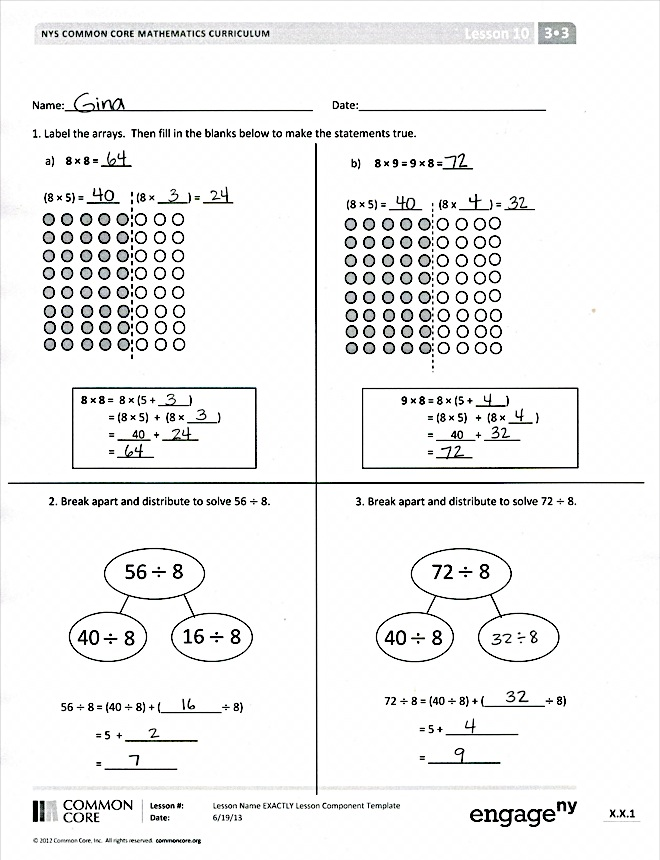 NYS COMMON CORE MATHEMATICS CURRICULUM Lesson 10 3•3
Name: Gina Date:
1. Label the arrays. Then fill in the blanks below to make the statements true.
a) 8 × 8 = 64
(8 × 5) = 40 (8 × 3) = 24
8 × 8 = 8 × (5 + 3)
= (8 × 5) + (8 × 3)
= 40 + 24
= 64
b) 8 × 9 = 9 × 8 = 72
(8 × 5) = 40 (8 × 4) = 32
9 × 8 = 8 × (5 + 4)
= (8 × 5) + (8 × 4)
= 40 + 32
= 72
2. Break apart and distribute to solve 56 ÷ 8.
56 ÷ 8
40 ÷ 8 16 ÷ 8
56 ÷ 8 = (40 ÷ 8) + (16 ÷ 8)
= 5 + 2
= 7
3. Break apart and distribute to solve 72 ÷ 8.
72 ÷ 8
40 ÷ 8 32 ÷ 8
72 ÷ 8 = (40 ÷ 8) + (32 ÷ 8)
= 5 + 4
= 9
COMMON CORE
Lesson #: Lesson Name EXACTLY Lesson Component Template
Date: 6/19/13
engage ny
X.X.1
© 2012 Common Core, Inc. All rights reserved. commoncore.org